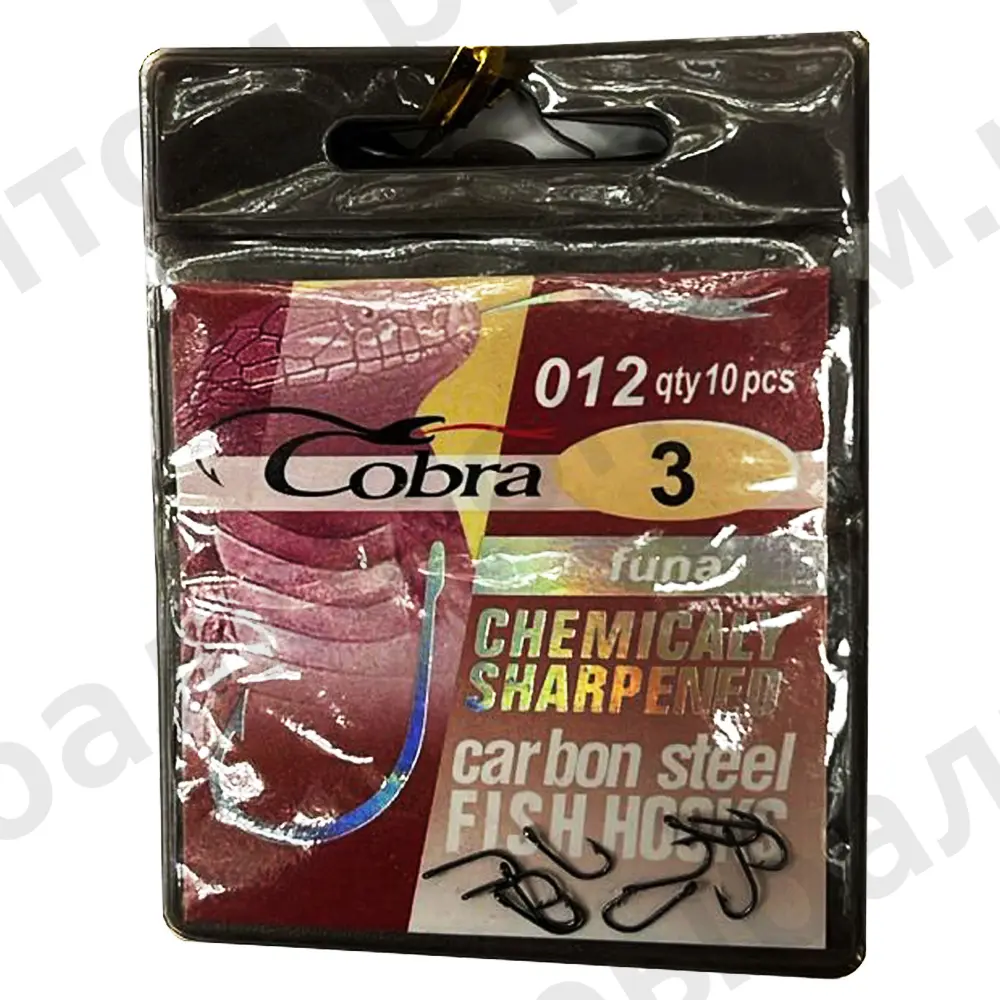 012 qty 10 pcs
Cobra 3
funa
CHEMICALY
SHARPENED
carbon steel
FISH HOOKS